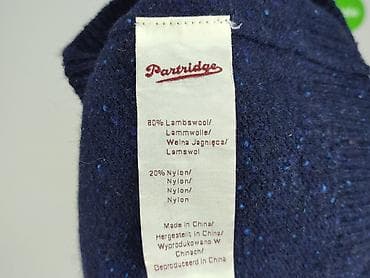 Partridge
80% Lambswool/
Lammwolle/
Welna Jagnięca/
Lamswol
20% Nylon/
Nylon/
Nylon/
Nylon
Made in China/
Hergestellt in China/
Wyprodukowano W
Chinach/
Geproduceerd in China